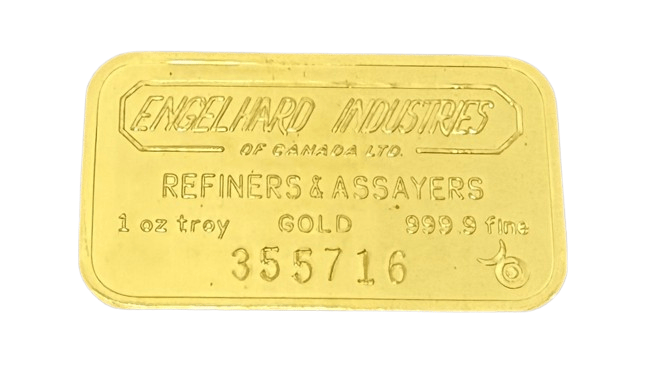 ENGELHARD INDUSTRIES
OF CANADA LTD.
REFINERS & ASSAYERS
1 oz troy GOLD 999.9 fine
355716